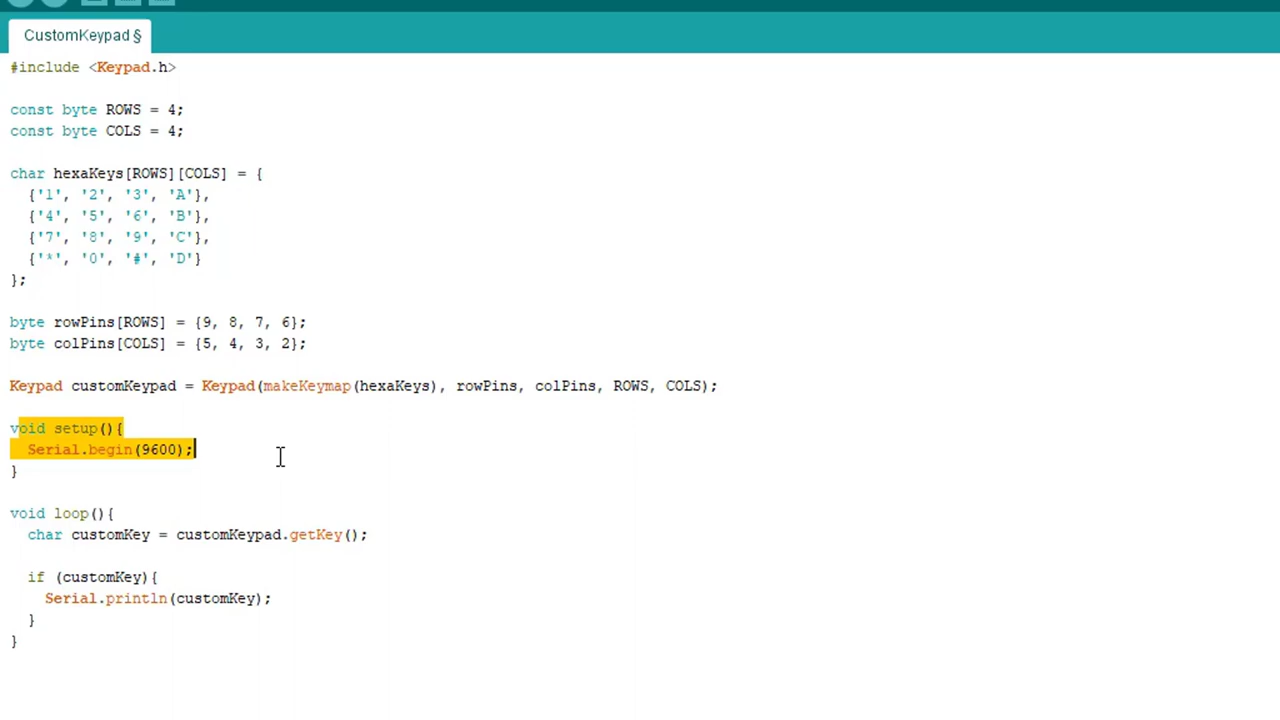 CustomKeypad §
#include <Keypad.h>
const byte ROWS = 4;
const byte COLS = 4;
char hexaKeys[ROWS][COLS] = {
{'1', '2', '3', 'A'},
{'4', '5', '6', 'B'},
{'7', '8', '9', 'C'},
{'*', '0', '#', 'D'}
};
byte rowPins[ROWS] = {9, 8, 7, 6};
byte colPins[COLS] = {5, 4, 3, 2};
Keypad customKeypad = Keypad(makeKeymap(hexaKeys), rowPins, colPins, ROWS, COLS);
void setup(){
Serial.begin(9600);
}
void loop(){
char customKey = customKeypad.getKey();
if (customKey){
Serial.println(customKey);
}
}